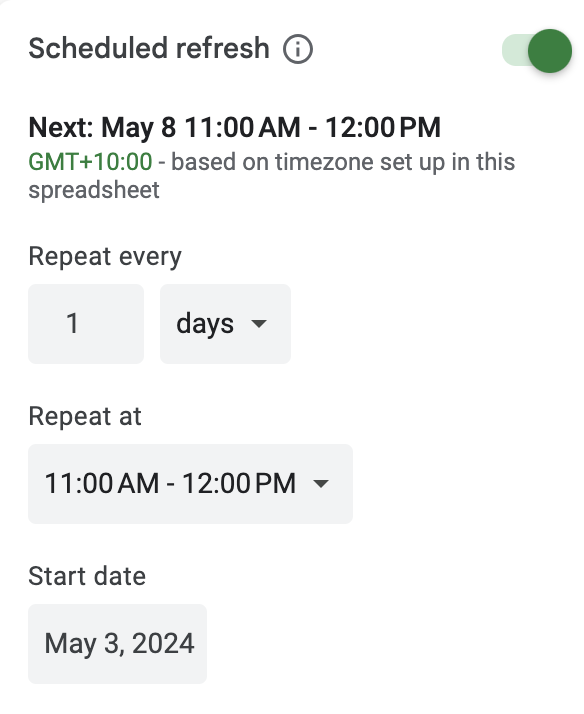 Scheduled refresh
Next: May 8 11:00 AM - 12:00 PM
GMT+10:00 - based on timezone set up in this
spreadsheet
Repeat every
1 days
Repeat at
11:00 AM - 12:00 PM
Start date
May 3, 2024